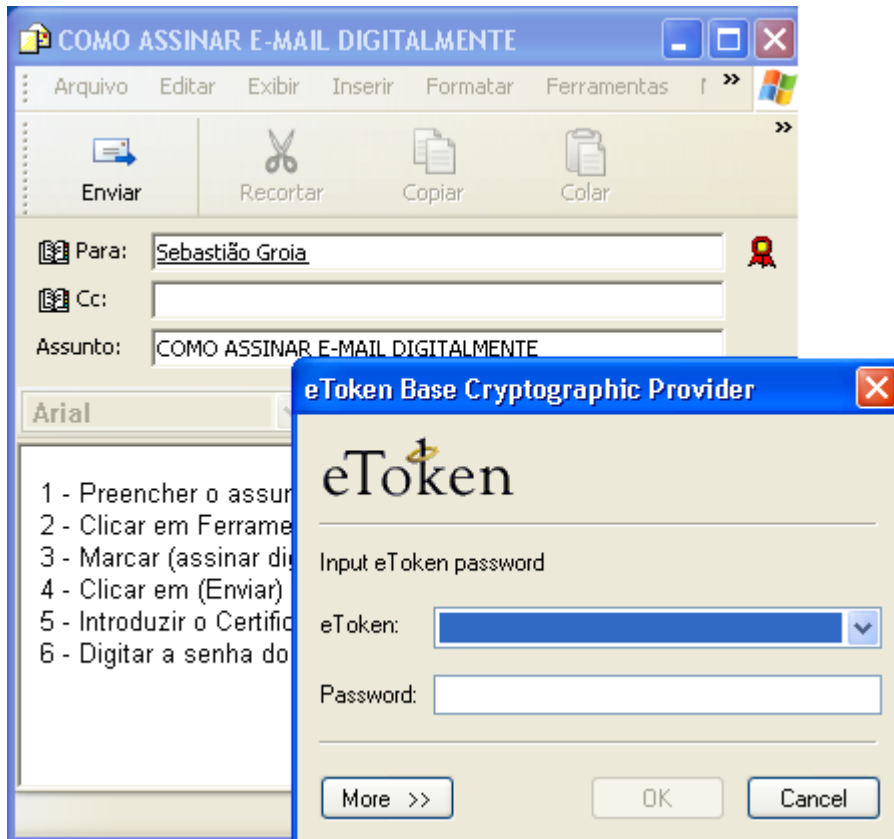 COMO ASSINAR E-MAIL DIGITALMENTE
Arquivo Editar Exibir Inserir Formatar Ferramentas »
»
Enviar Recortar Copiar Colar
Para: Sebastião Groia
Cc:
Assunto: COMO ASSINAR E-MAIL DIGITALMENTE
Arial
1 - Preencher o assun
2 - Clicar em Ferrame
3 - Marcar (assinar di
4 - Clicar em (Enviar)
5 - Introduzir o Certific
6 - Digitar a senha do
eToken Base Cryptographic Provider
eToken
Input eToken password
eToken:
Password:
More >>
OK
Cancel